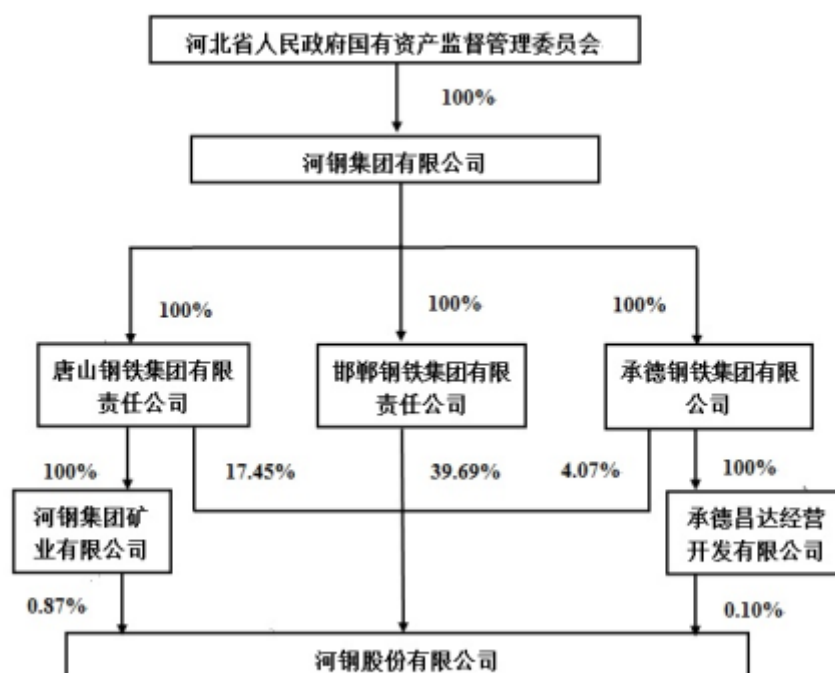 河北省人民政府国有资产监督管理委员会
100%
河钢集团有限公司
100%
100%
100%
唐山钢铁集团有限
责任公司
邯郸钢铁集团有限
责任公司
承德钢铁集团有限
公司
100%
17.45%
39.69%
4.07%
100%
河钢集团矿
业有限公司
承德昌达经营
开发有限公司
0.87%
0.10%
河钢股份有限公司